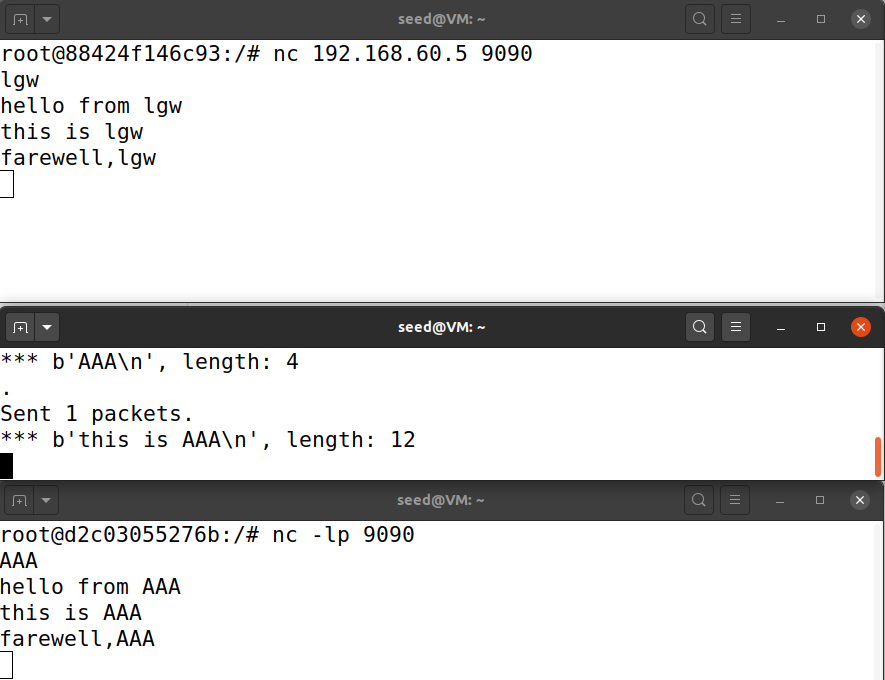 seed@VM: ~
root@88424f146c93:/# nc 192.168.60.5 9090
lgw
hello from lgw
this is lgw
farewell,lgw
seed@VM: ~
*** b'AAA\n', length: 4
.
Sent 1 packets.
*** b'this is AAA\n', length: 12
seed@VM: ~
root@d2c03055276b:/# nc -lp 9090
AAA
hello from AAA
this is AAA
farewell,AAA